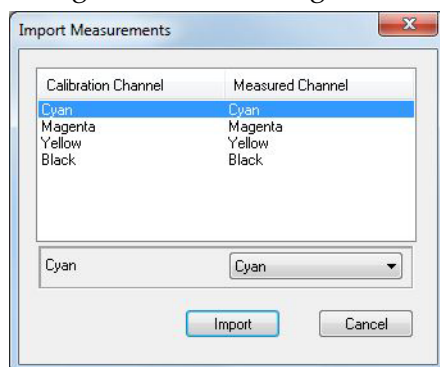 Import Measurements
Calibration Channel Measured Channel
Cyan Cyan
Magenta Magenta
Yellow Yellow
Black Black
Cyan Cyan
Import Cancel